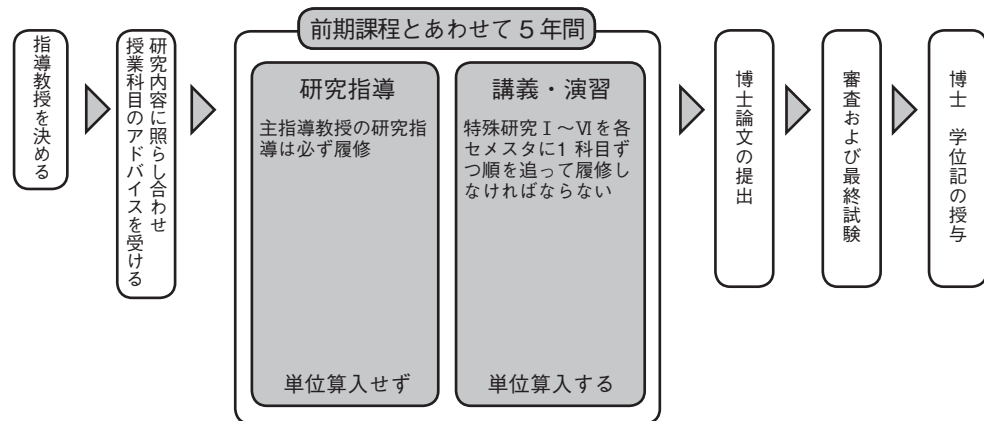 指導教授を決める
研究内容に照らし合わせ
授業科目のアドバイスを受ける
前期課程とあわせて5年間
研究指導
主指導教授の研究指
導は必ず履修
単位算入せず
講義・演習
特殊研究Ⅰ～Ⅵを各
セメスタに1科目ず
つ順を追って履修し
なければならない
単位算入する
博士論文の提出
審査および最終試験
博士 学位記の授与